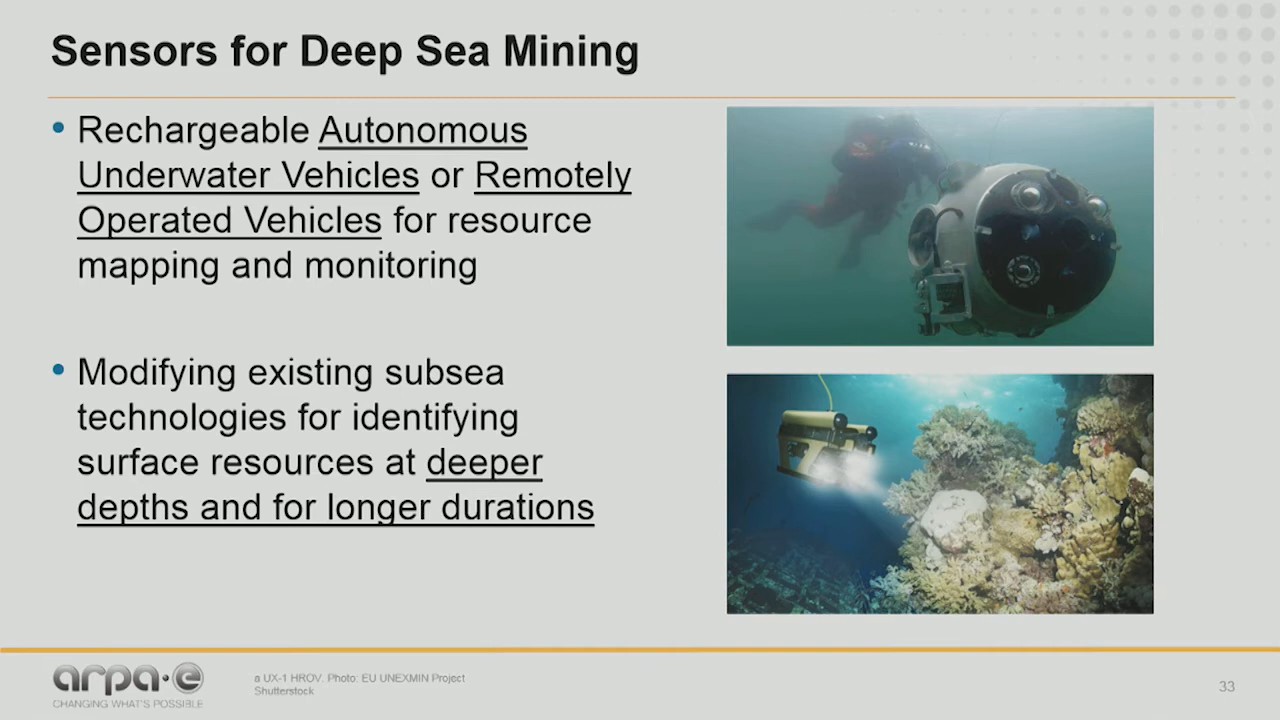 Sensors for Deep Sea Mining
• Rechargeable Autonomous
Underwater Vehicles or Remotely
Operated Vehicles for resource
mapping and monitoring
• Modifying existing subsea
technologies for identifying
surface resources at deeper
depths and for longer durations
arpa·e
CHANGING WHAT'S POSSIBLE
a UX-1 HROV. Photo: EU UNEXMIN Project
Shutterstock
33